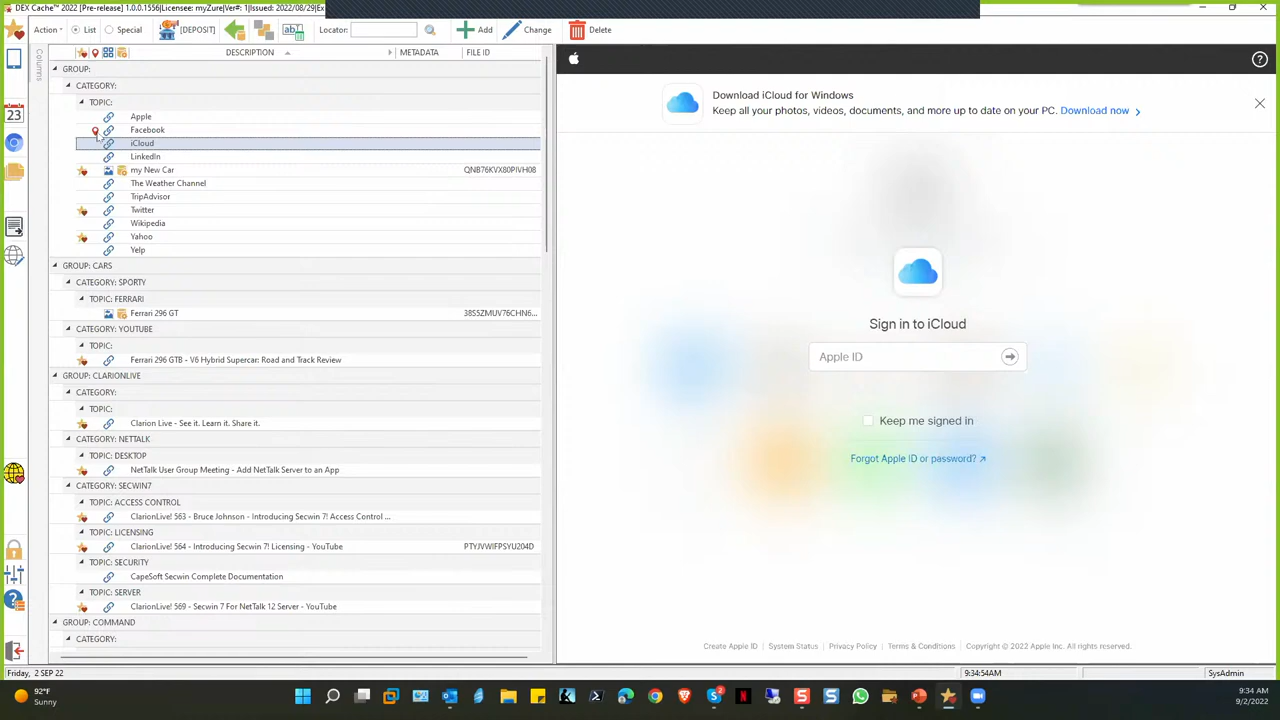 DEX Cache™ 2022 [Pre-release] 1.0.0.1556|Licensee: myZure|Ver#: 1|Issued: 2022/08/29|Ex
Action List Special [DEPOSIT] Locator: Add Change Delete
Columns
DESCRIPTION METADATA FILE ID
GROUP:
CATEGORY:
TOPIC:
Apple
Facebook
iCloud
LinkedIn
my New Car QNB76KVX80PIVH08
The Weather Channel
TripAdvisor
Twitter
Wikipedia
Yahoo
Yelp
GROUP: CARS
CATEGORY: SPORTY
TOPIC: FERRARI
Ferrari 296 GT 38S5ZMUV76CHN6...
CATEGORY: YOUTUBE
TOPIC:
Ferrari 296 GTB - V6 Hybrid Supercar: Road and Track Review
GROUP: CLARIONLIVE
CATEGORY:
TOPIC:
Clarion Live - See it. Learn it. Share it.
CATEGORY: NETTALK
TOPIC: DESKTOP
NetTalk User Group Meeting - Add NetTalk Server to an App
CATEGORY: SECWIN7
TOPIC: ACCESS CONTROL
ClarionLive! 563 - Bruce Johnson - Introducing Secwin 7! Access Control ...
TOPIC: LICENSING
ClarionLive! 564 - Introducing Secwin 7! Licensing - YouTube PTYJVWIFPSYU204D
TOPIC: SECURITY
CapeSoft Secwin Complete Documentation
TOPIC: SERVER
ClarionLive! 569 - Secwin 7 For NetTalk 12 Server - YouTube
GROUP: COMMAND
CATEGORY:
23
?
Download iCloud for Windows
Keep all your photos, videos, documents, and more up to date on your PC. Download now >
Sign in to iCloud
Apple ID
Keep me signed in
Forgot Apple ID or password? ↗
Create Apple ID | System Status | Privacy Policy | Terms & Conditions | Copyright © 2022 Apple Inc. All rights reserved.
Friday, 2 SEP 22 9:34:54AM SysAdmin
92°F
Sunny
2
9:34 AM
9/2/2022